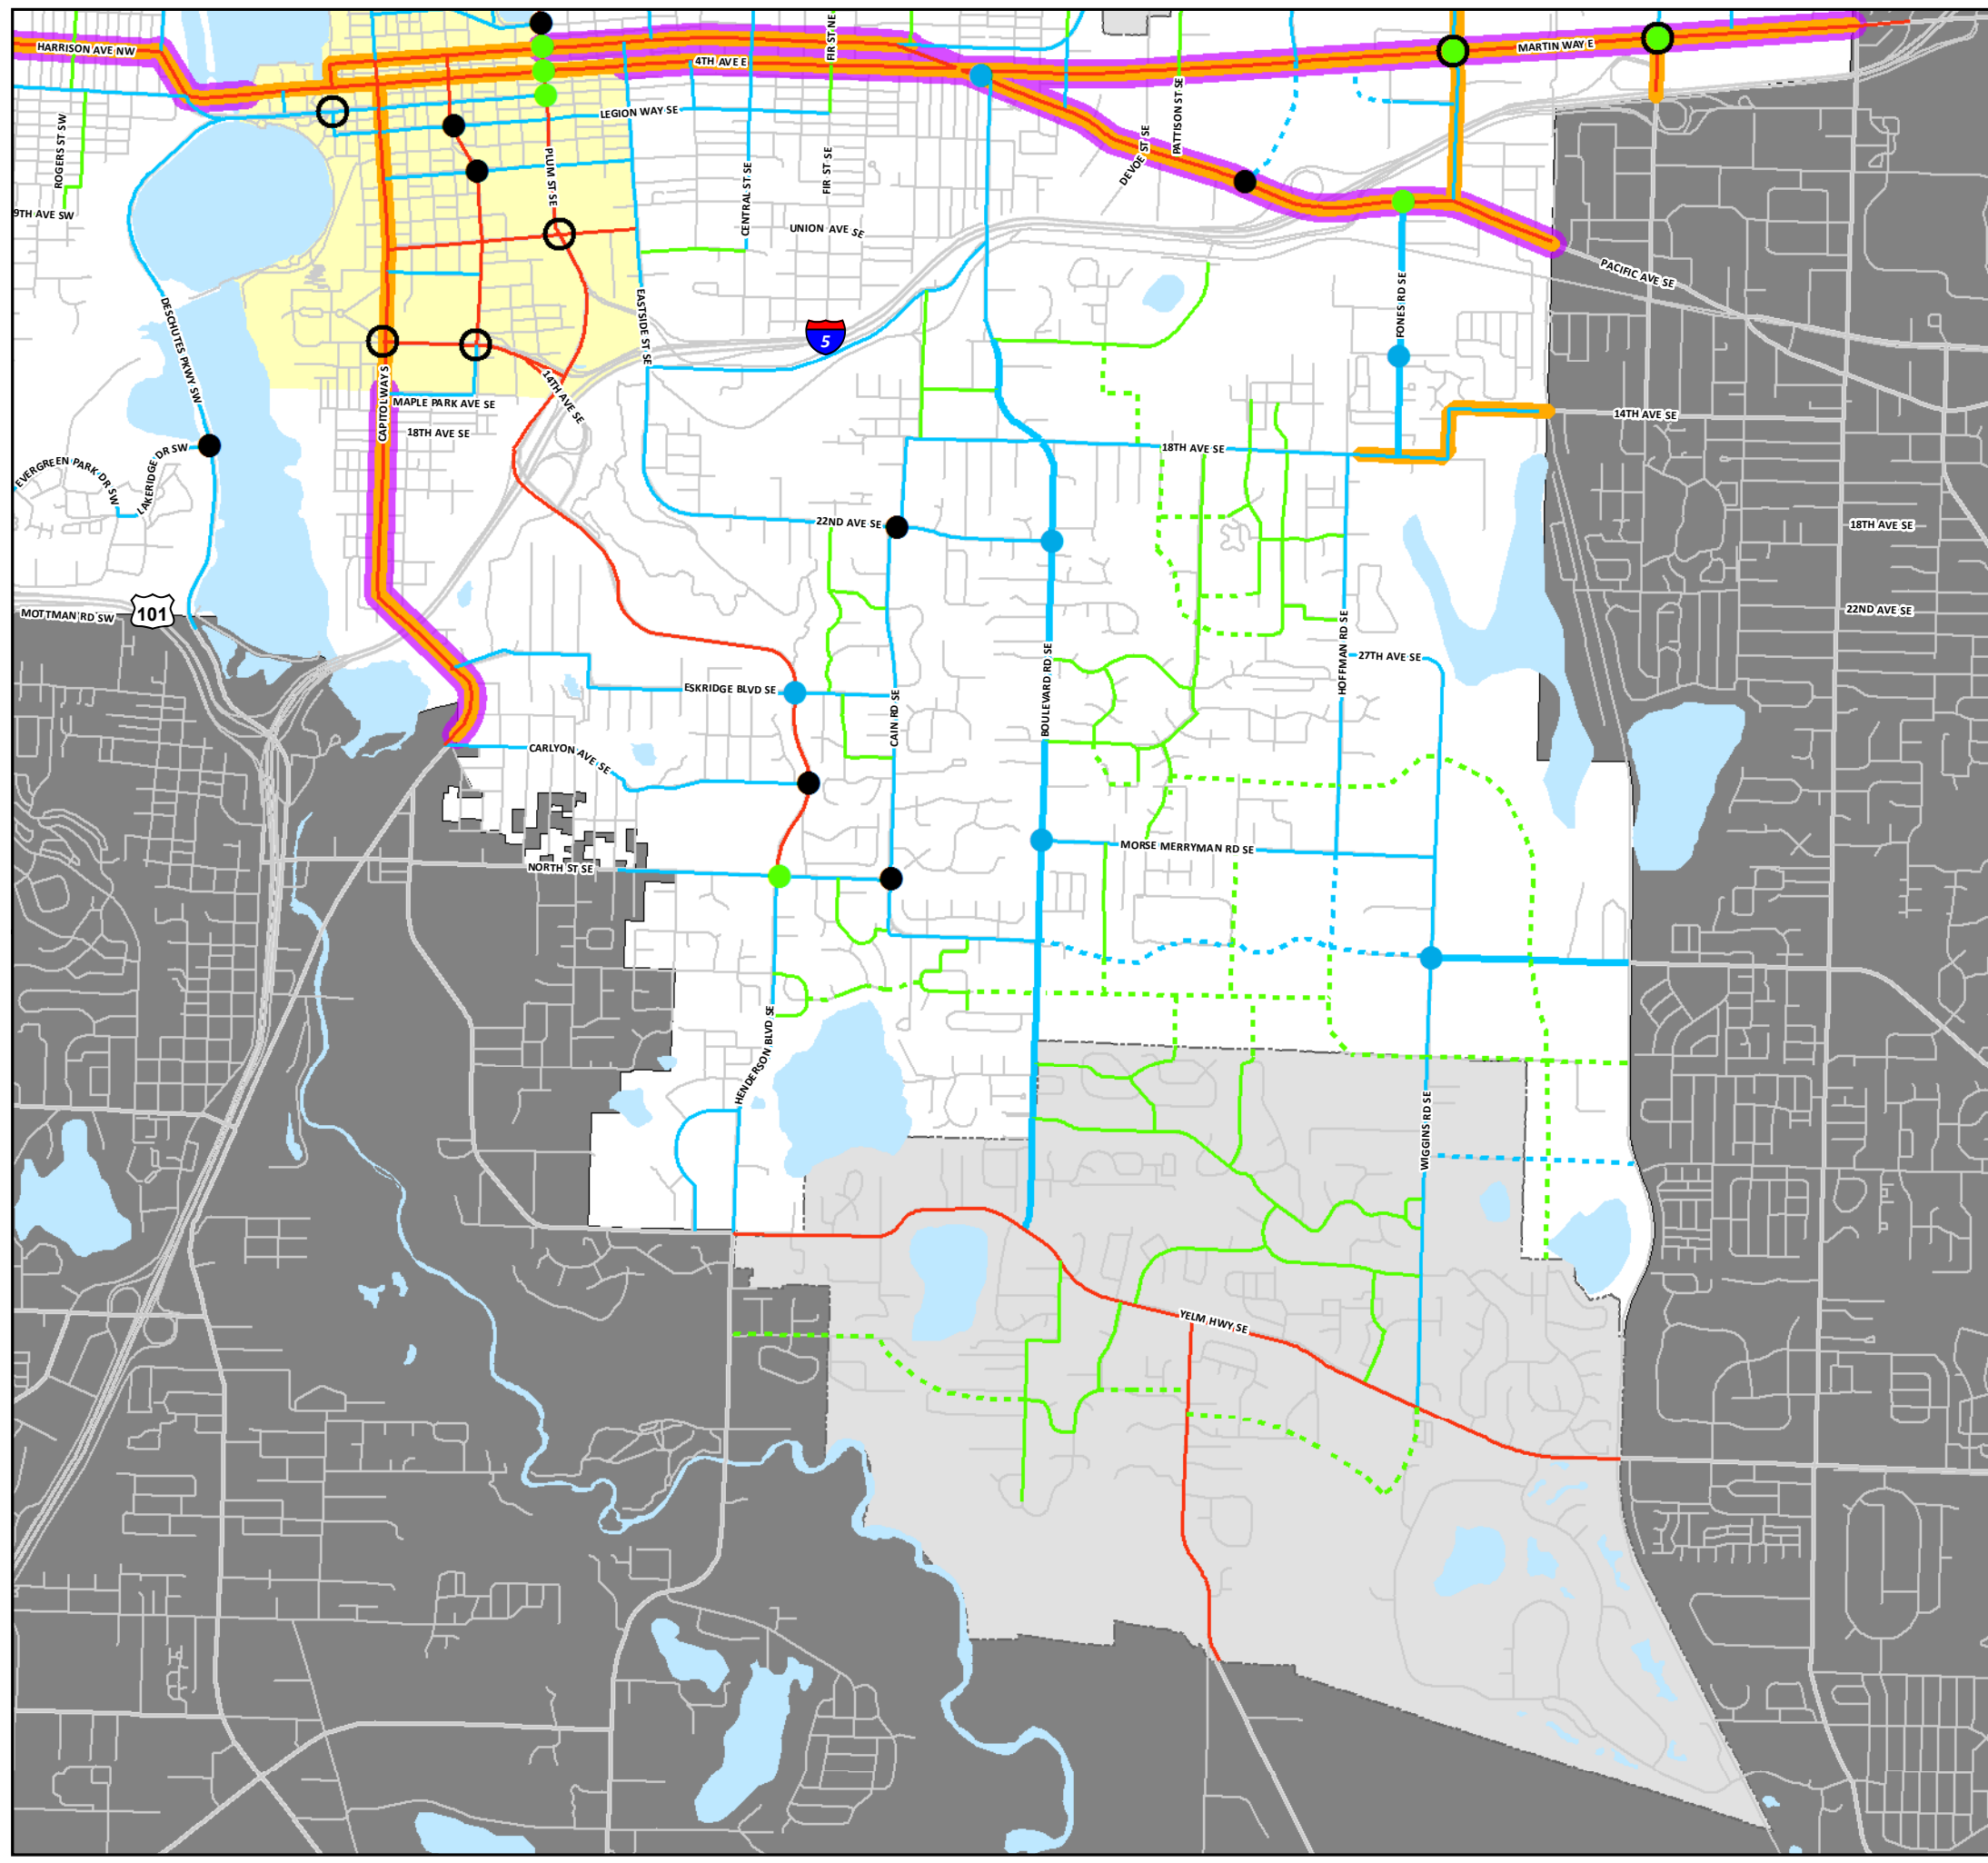 HARRISON AVE NW
FIR ST NE
MARTIN WAY E
4TH AVE E
LEGION WAY SE
ROGERS ST SW
PLUM ST SE
CENTRAL ST SE
FIR ST SE
DEVOE ST SE
PATTISON ST SE
9TH AVE SW
UNION AVE SE
PACIFIC AVE SE
DESCHUTES PKWY SW
EASTSIDE ST SE
5
FONES RD SE
CAPITOL WAY S
14TH AVE SE
MAPLE PARK AVE SE
14TH AVE SE
18TH AVE SE
18TH AVE SE
EVERGREEN PARK DR SW
LAKERIDGE DR SW
22ND AVE SE
18TH AVE SE
MOTTMAN RD SW
101
22ND AVE SE
HOFFMAN RD SE
27TH AVE SE
ESKRIDGE BLVD SE
CAIN RD SE
BOULEVARD RD SE
CARLYON AVE SE
MORSE MERRYMAN RD SE
NORTH ST SE
HENDERSON BLVD SE
WIGGINS RD SE
YELM HWY SE